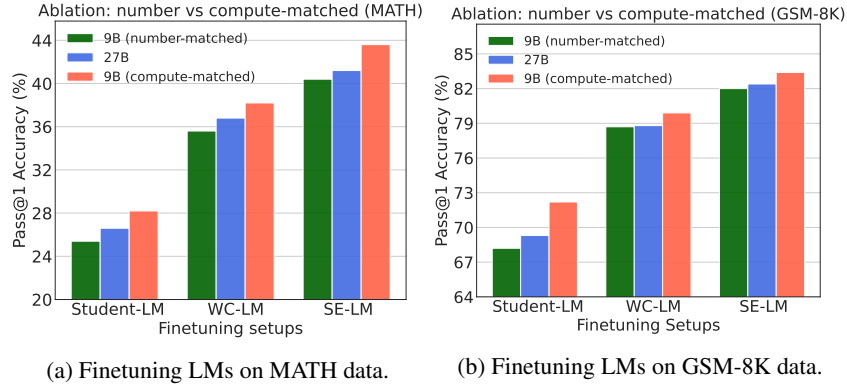 Ablation: number vs compute-matched (MATH)
44
40
36
32
28
24
20
Pass@1 Accuracy (%)
9B (number-matched)
27B
9B (compute-matched)
Student-LM WC-LM SE-LM
Finetuning setups
(a) Finetuning LMs on MATH data.
Ablation: number vs compute-matched (GSM-8K)
85
82
79
76
73
70
67
64
Pass@1 Accuracy (%)
9B (number-matched)
27B
9B (compute-matched)
Student-LM WC-LM SE-LM
Finetuning Setups
(b) Finetuning LMs on GSM-8K data.